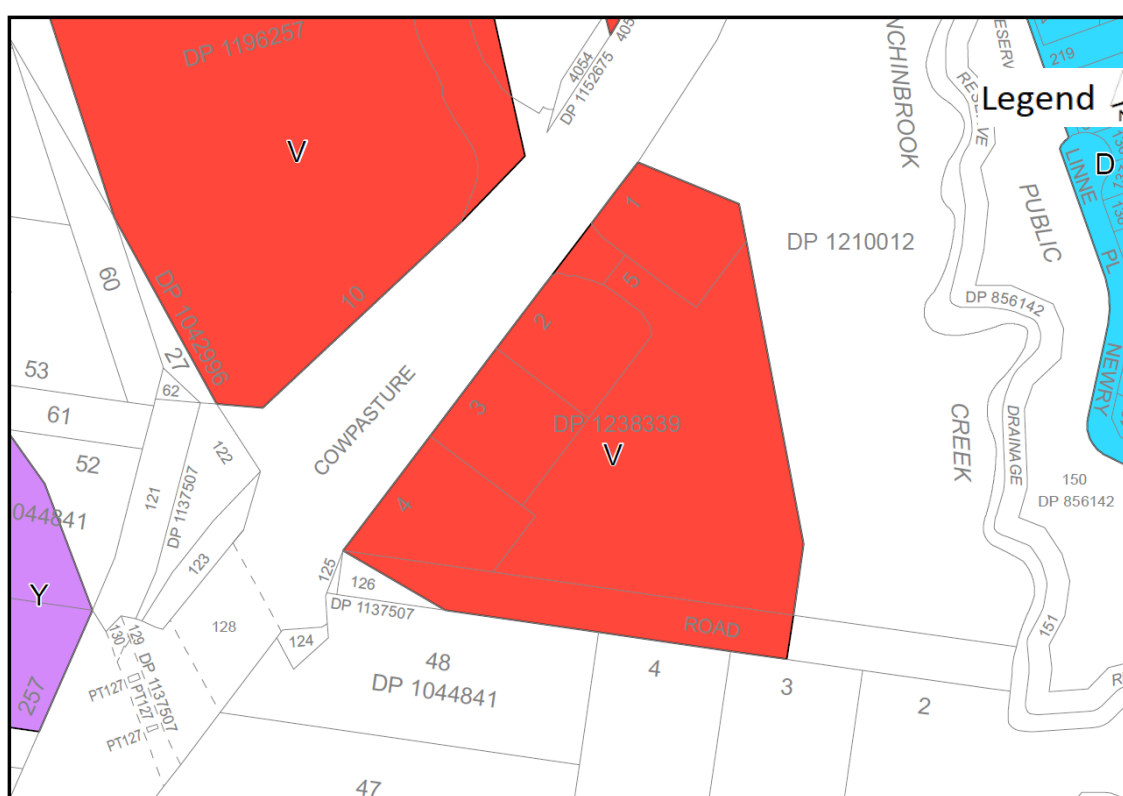 DP 1196257
V
10
4054
DP 1152675
405
NCHINBROOK
CREEK
RESERVE
219
Legend
D
LINNE
PL
NEWRY
130
PUBLIC
DP 1210012
DP 856142
DRAINAGE
150
DP 856142
151
1
5
2
3
4
DP 1238339
V
ROAD
COWPASTURE
60
DP 1042996
27
62
53
61
52
044841
Y
257
121
DP 1137507
122
123
125
126
DP 1137507
128
124
130
129
DP 1137507
PT127
PT127
PT127
48
DP 1044841
47
4
3
2